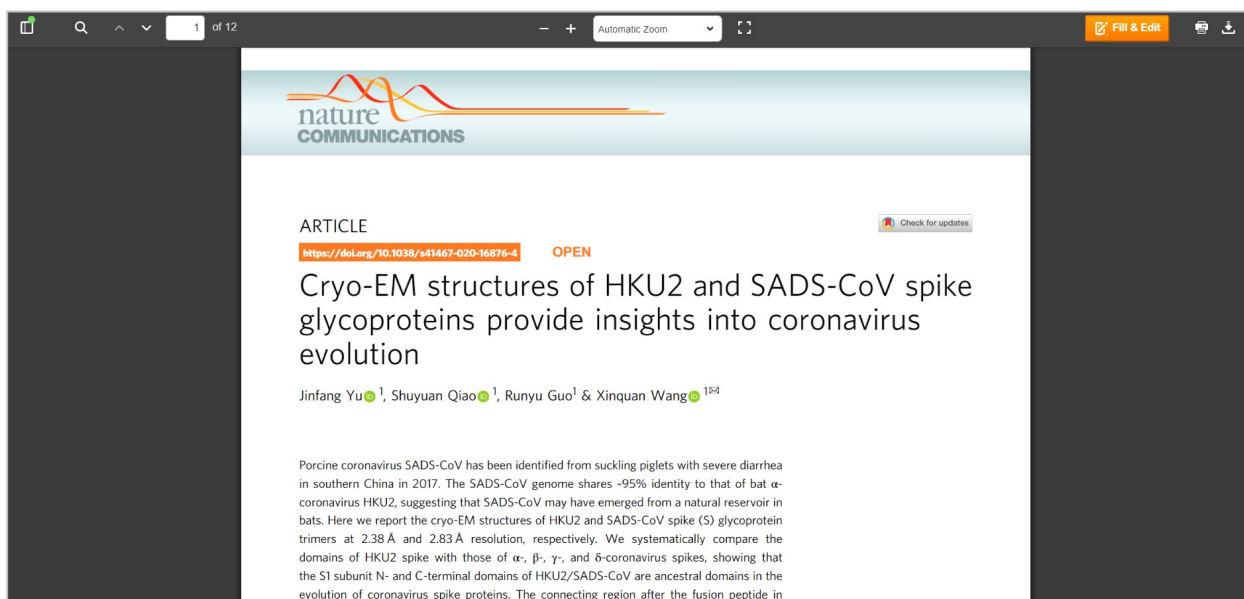 1 of 12
Automatic Zoom
Fill & Edit
nature
COMMUNICATIONS
ARTICLE
Check for updates
https://doi.org/10.1038/s41467-020-16876-4 OPEN
Cryo-EM structures of HKU2 and SADS-CoV spike
glycoproteins provide insights into coronavirus
evolution
Jinfang Yu 1, Shuyuan Qiao 1, Runyu Guo1 & Xinquan Wang 1✉
Porcine coronavirus SADS-CoV has been identified from suckling piglets with severe diarrhea
in southern China in 2017. The SADS-CoV genome shares ~95% identity to that of bat α-
coronavirus HKU2, suggesting that SADS-CoV may have emerged from a natural reservoir in
bats. Here we report the cryo-EM structures of HKU2 and SADS-CoV spike (S) glycoprotein
trimers at 2.38 Å and 2.83 Å resolution, respectively. We systematically compare the
domains of HKU2 spike with those of α-, β-, γ-, and δ-coronavirus spikes, showing that
the S1 subunit N- and C-terminal domains of HKU2/SADS-CoV are ancestral domains in the
evolution of coronavirus spike proteins. The connecting region after the fusion peptide in